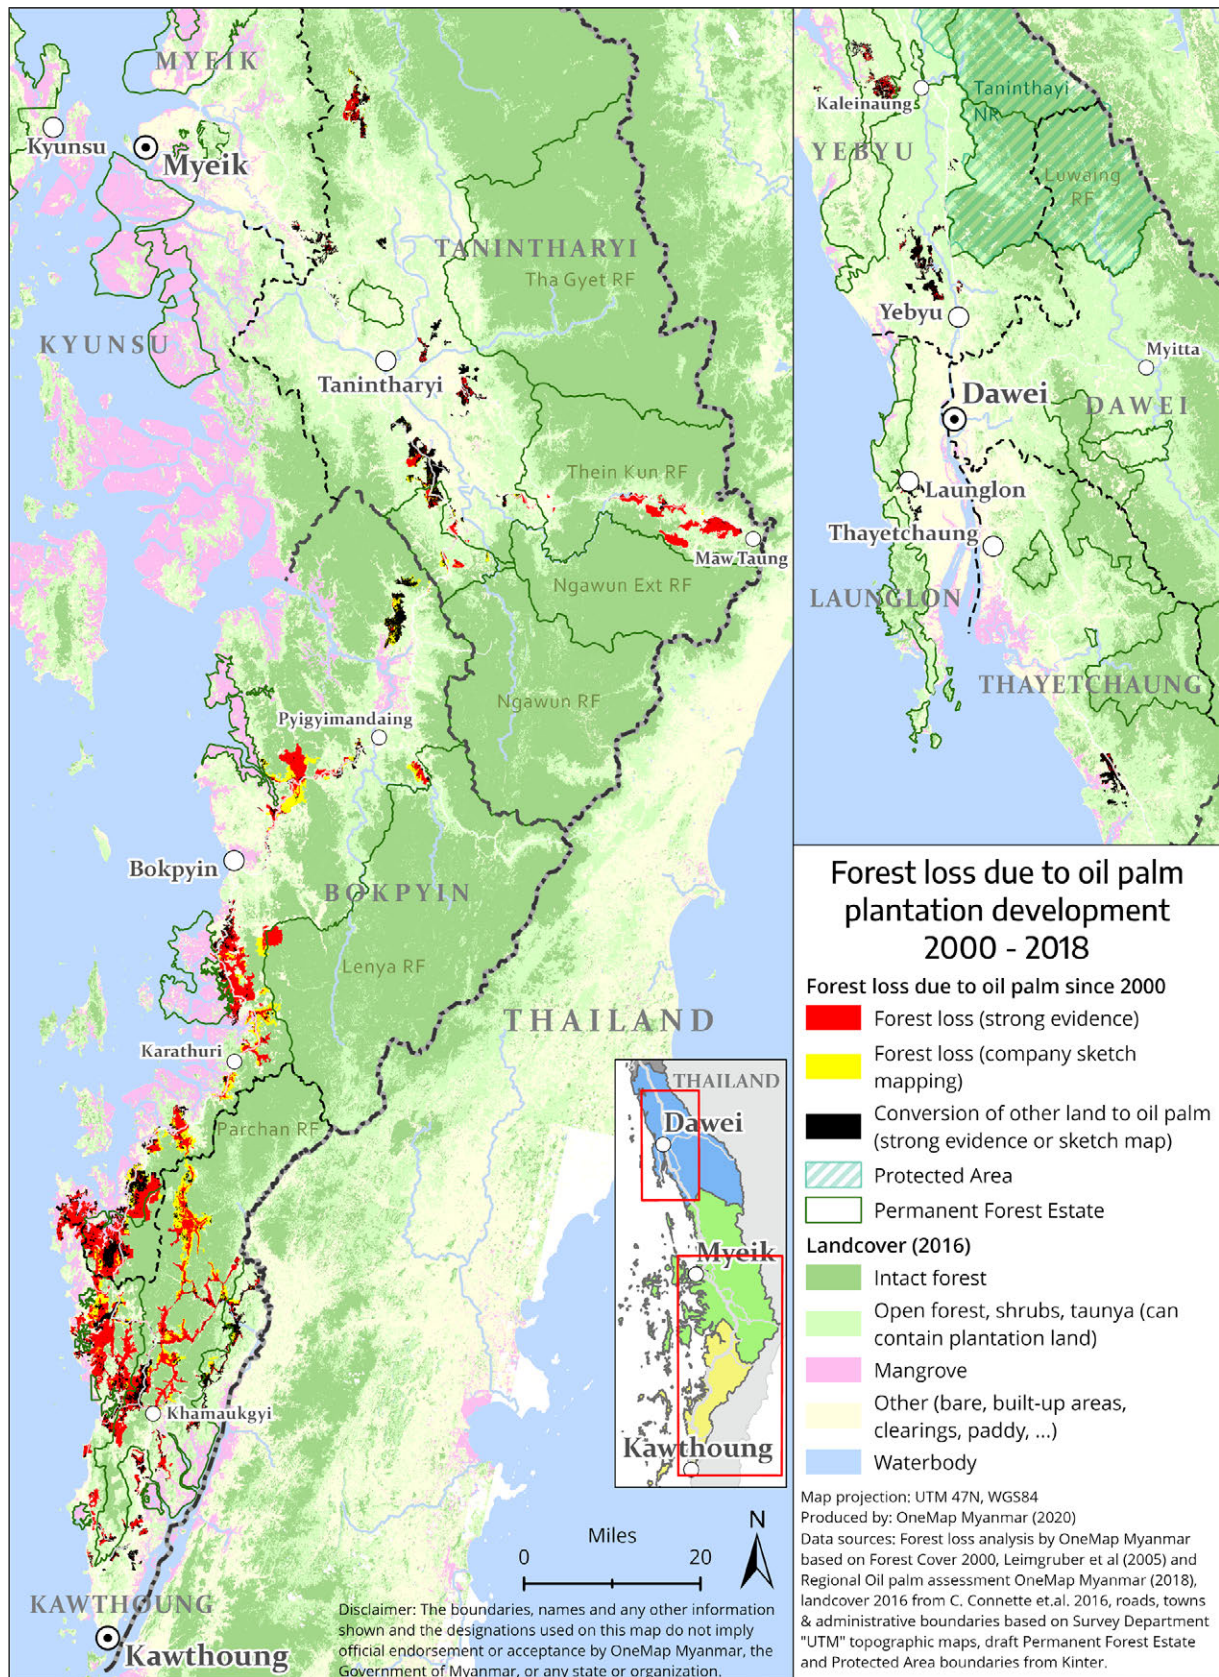 MYEIK
Kyunsu
Myeik
TANINTHARYI
Tha Gyet RF
KYUNSU
Tanintharyi
Thein Kun RF
Maw Taung
Ngawun Ext RF
Ngawun RF
Pyigyimandaing
Bokpyin
BOKPYIN
Lenya RF
THAILAND
Karathuri
Parchan RF
Khamaukgyi
KAWTHOUNG
Kawthoung
Taninthayi
NR
Kaleinaung
YEBYU
Luwaing
RF
Yebyu
Myitta
Dawei
DAWEI
Launglon
Thayetchaung
LAUNGLON
THAYETCHAUNG
THAILAND
Dawei
Myeik
Kawthoung
Miles
0 20
N
Disclaimer: The boundaries, names and any other information
shown and the designations used on this map do not imply
official endorsement or acceptance by OneMap Myanmar, the
Government of Myanmar, or any state or organization.
Forest loss due to oil palm
plantation development
2000 - 2018
Forest loss due to oil palm since 2000
Forest loss (strong evidence)
Forest loss (company sketch
mapping)
Conversion of other land to oil palm
(strong evidence or sketch map)
Protected Area
Permanent Forest Estate
Landcover (2016)
Intact forest
Open forest, shrubs, taunya (can
contain plantation land)
Mangrove
Other (bare, built-up areas,
clearings, paddy, ...)
Waterbody
Map projection: UTM 47N, WGS84
Produced by: OneMap Myanmar (2020)
Data sources: Forest loss analysis by OneMap Myanmar
based on Forest Cover 2000, Leimgruber et al (2005) and
Regional Oil palm assessment OneMap Myanmar (2018),
landcover 2016 from C. Connette et.al. 2016, roads, towns
& administrative boundaries based on Survey Department
"UTM" topographic maps, draft Permanent Forest Estate
and Protected Area boundaries from Kinter.